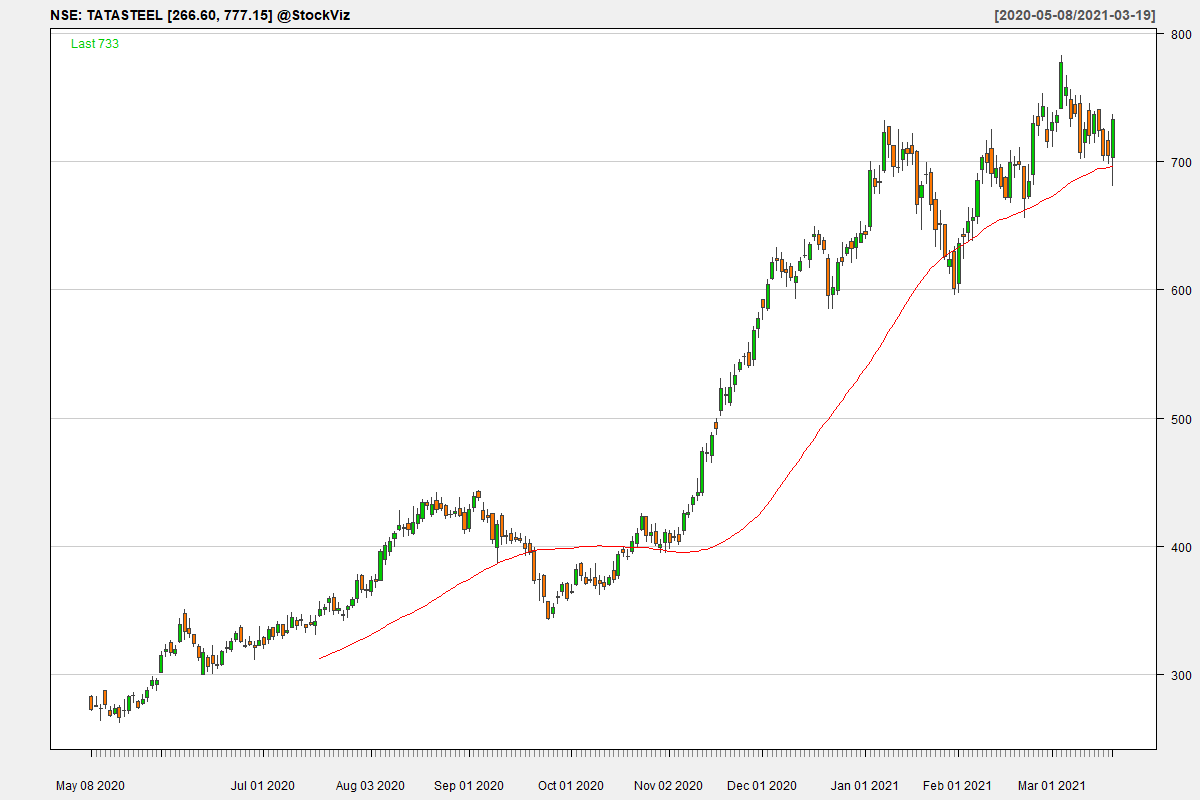 NSE: TATASTEEL [266.60, 777.15] @StockViz [2020-05-08/2021-03-19]
Last 733
800
700
600
500
400
300
May 08 2020 Jul 01 2020 Aug 03 2020 Sep 01 2020 Oct 01 2020 Nov 02 2020 Dec 01 2020 Jan 01 2021 Feb 01 2021 Mar 01 2021